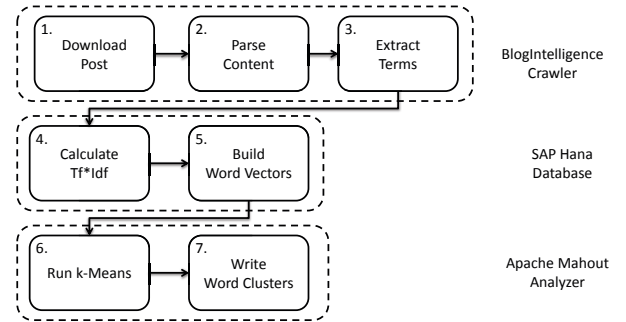 1.
Download
Post
2.
Parse
Content
3.
Extract
Terms
BlogIntelligence
Crawler
4.
Calculate
Tf*Idf
5.
Build
Word Vectors
SAP Hana
Database
6.
Run k-Means
7.
Write
Word Clusters
Apache Mahout
Analyzer